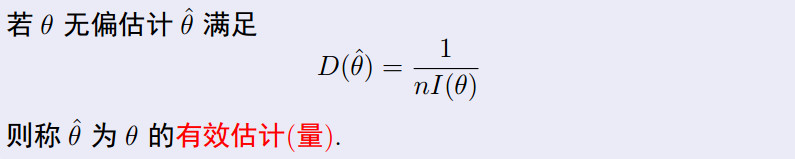 若 θ 无偏估计 θ̂ 满足
D(θ̂) = 1 / nI(θ)
则称 θ̂ 为 θ 的有效估计(量).